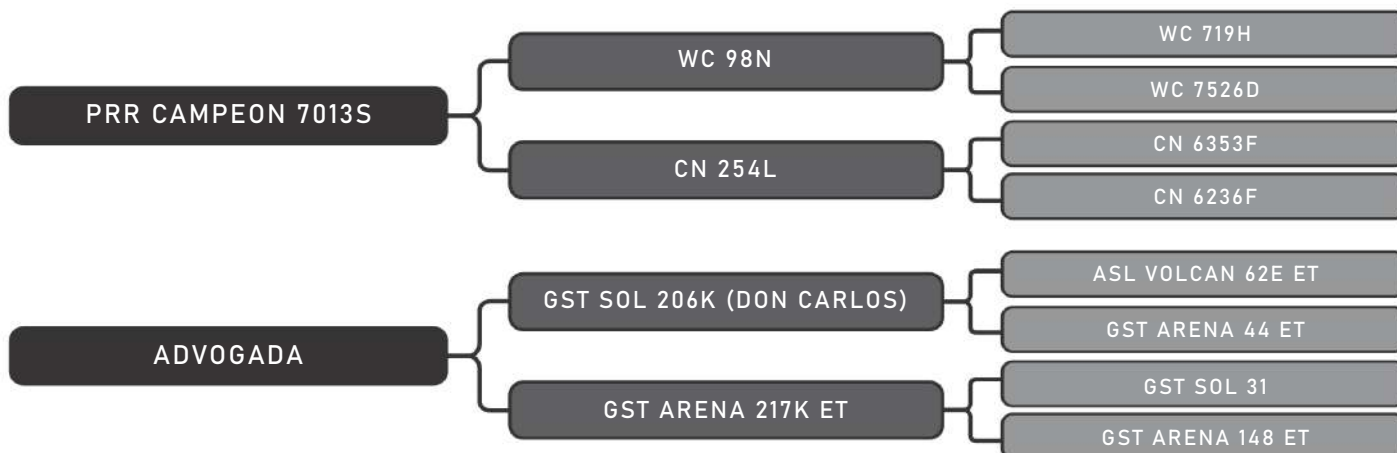 PRR CAMPEON 7013S
WC 98N
CN 254L
WC 719H
WC 7526D
CN 6353F
CN 6236F
ADVOGADA
GST SOL 206K (DON CARLOS)
GST ARENA 217K ET
ASL VOLCAN 62E ET
GST ARENA 44 ET
GST SOL 31
GST ARENA 148 ET